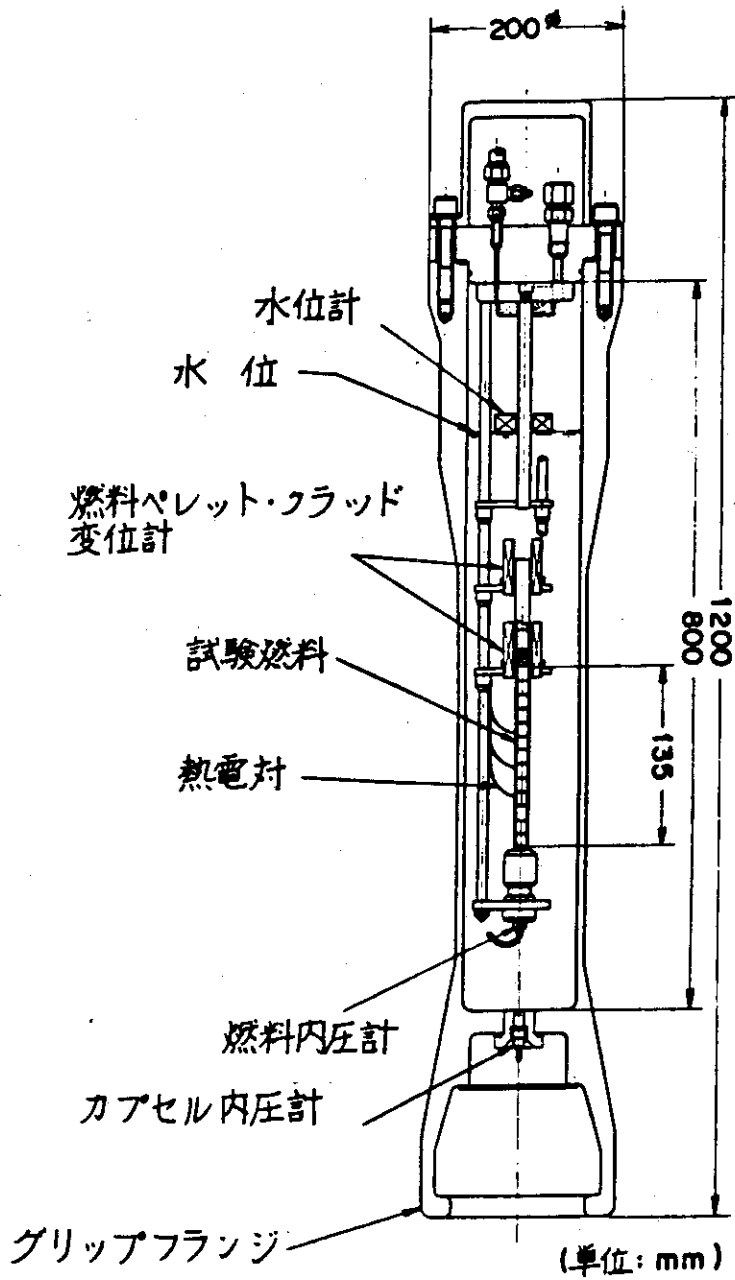 200ø
水位計
水 位
燃料ペレット・クラッド
変位計
試験燃料
熱電対
燃料内圧計
カプセル内圧計
グリップフランジ
1200
800
135
(単位: mm)